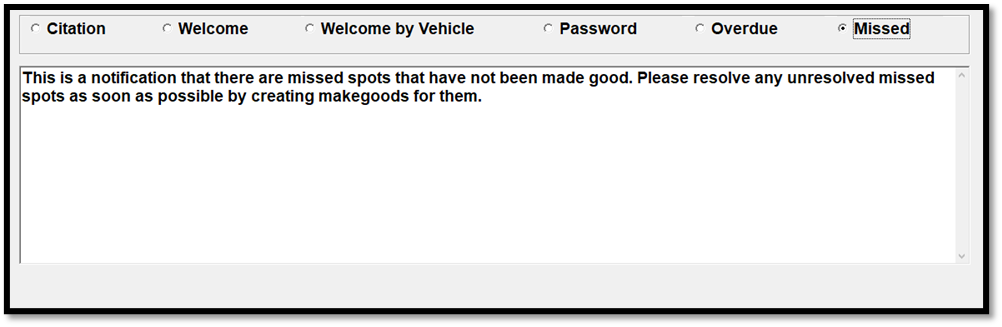 Citation Welcome Welcome by Vehicle Password Overdue Missed
This is a notification that there are missed spots that have not been made good. Please resolve any unresolved missed
spots as soon as possible by creating makegoods for them.